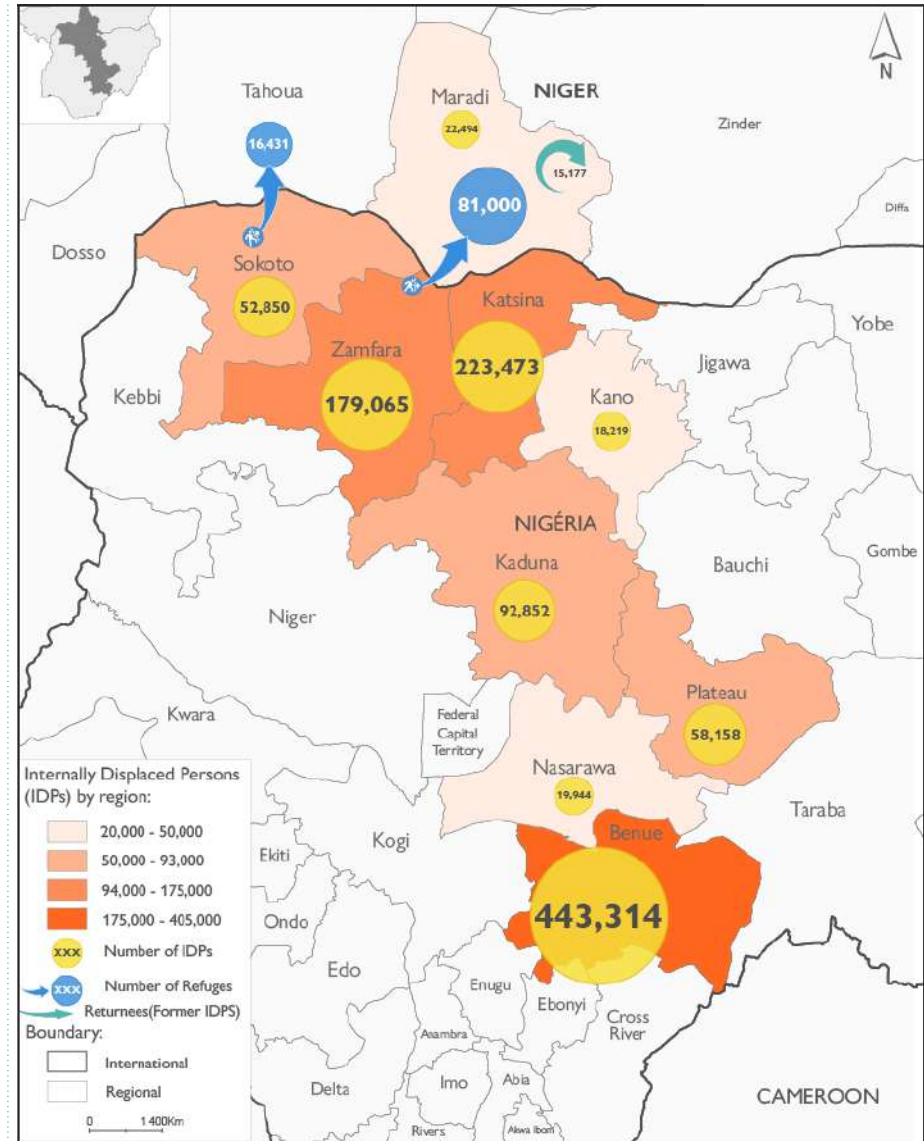 N
Tahoua
16,431
Maradi
22,494
NIGER
15,177
Zinder
81,000
Diffa
Dosso
Sokoto
52,850
Katsina
223,473
Yobe
Zamfara
179,065
Jigawa
Kebbi
Kano
18,219
NIGÉRIA
Kaduna
92,852
Bauchi
Gombe
Niger
Plateau
58,158
Kwara
Federal
Capital
Territory
Nasarawa
19,944
Taraba
Benue
443,314
Kogi
Ekiti
Ondo
Edo
Enugu
Ebonyi
Cross
River
Anambra
Imo
Abia
Delta
Rivers
Akwa Ibom
CAMEROON
Internally Displaced Persons
(IDPs) by region:
20,000 - 50,000
50,000 - 93,000
94,000 - 175,000
175,000 - 405,000
xxx Number of IDPs
xxx Number of Refuges
Returnees(Former IDPS)
Boundary:
International
Regional
0 1 400Km